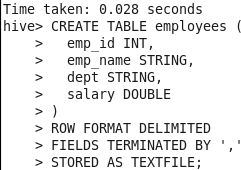 Time taken: 0.028 seconds
hive> CREATE TABLE employees (
    >   emp_id INT,
    >   emp_name STRING,
    >   dept STRING,
    >   salary DOUBLE
    > )
    > ROW FORMAT DELIMITED
    > FIELDS TERMINATED BY ','
    > STORED AS TEXTFILE;